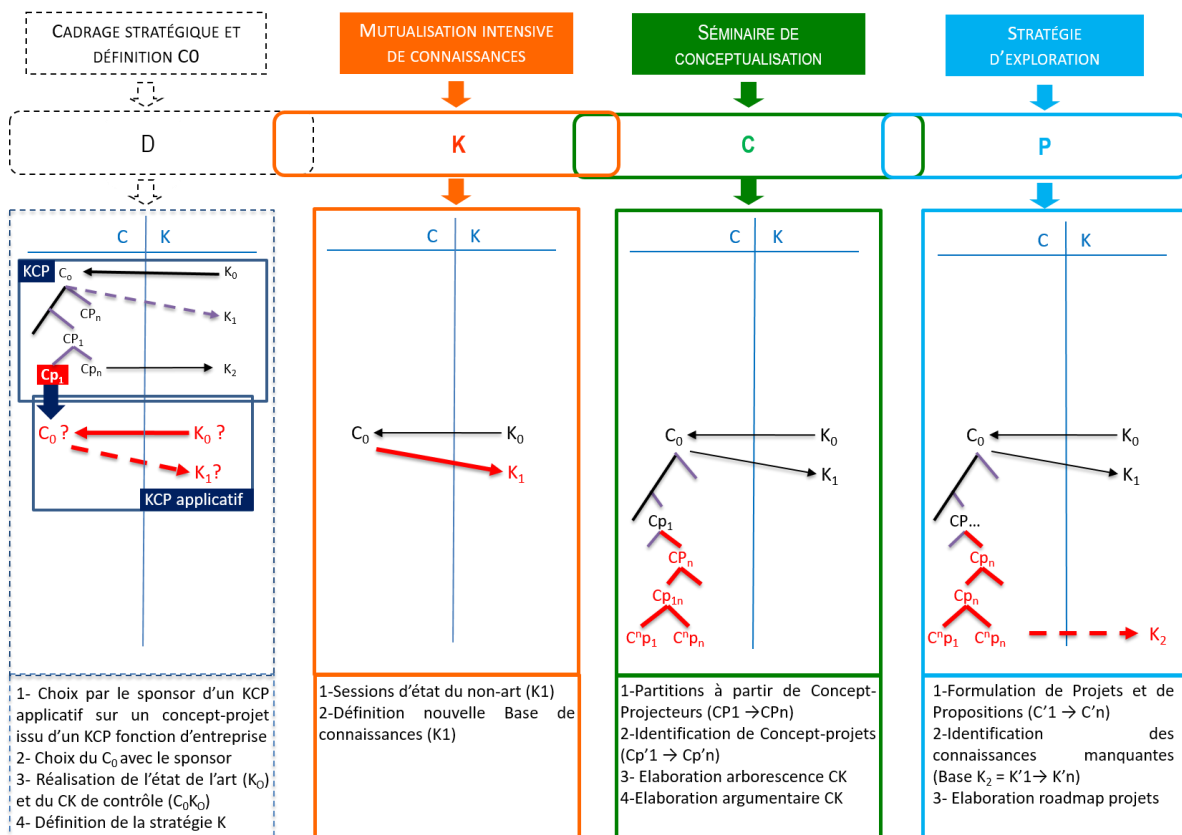 CADRAGE STRATÉGIQUE ET
DÉFINITION C0
MUTUALISATION INTENSIVE
DE CONNAISSANCES
SÉMINAIRE DE
CONCEPTUALISATION
STRATÉGIE
D'EXPLORATION
D
K
C
P
C K
KCP
C₀
K₀
CPₙ
K₁
CP₁
Cp₁
Cpₙ
K₂
C₀ ?
K₀ ?
K₁?
KCP applicatif
1- Choix par le sponsor d'un KCP
applicatif sur un concept-projet
issu d'un KCP fonction d'entreprise
2- Choix du C₀ avec le sponsor
3- Réalisation de l'état de l'art (K₀)
et du CK de contrôle (C₀K₀)
4- Définition de la stratégie K
C K
C₀
K₀
K₁
1-Sessions d'état du non-art (K1)
2-Définition nouvelle Base de
connaissances (K1)
C K
C₀
K₀
K₁
Cp₁
CPₙ
Cp₁ₙ
Cⁿp₁
Cⁿpₙ
1-Partitions à partir de Concept-
Projecteurs (CP1 →CPn)
2-Identification de Concept-projets
(Cp'1 → Cp'n)
3- Elaboration arborescence CK
4-Elaboration argumentaire CK
C K
C₀
K₀
K₁
CP...
Cpₙ
Cpₙ
Cⁿp₁
Cⁿpₙ
K₂
1-Formulation de Projets et de
Propositions (C'1 → C'n)
2-Identification des
connaissances manquantes
(Base K₂ = K'1→ K'n)
3- Elaboration roadmap projets